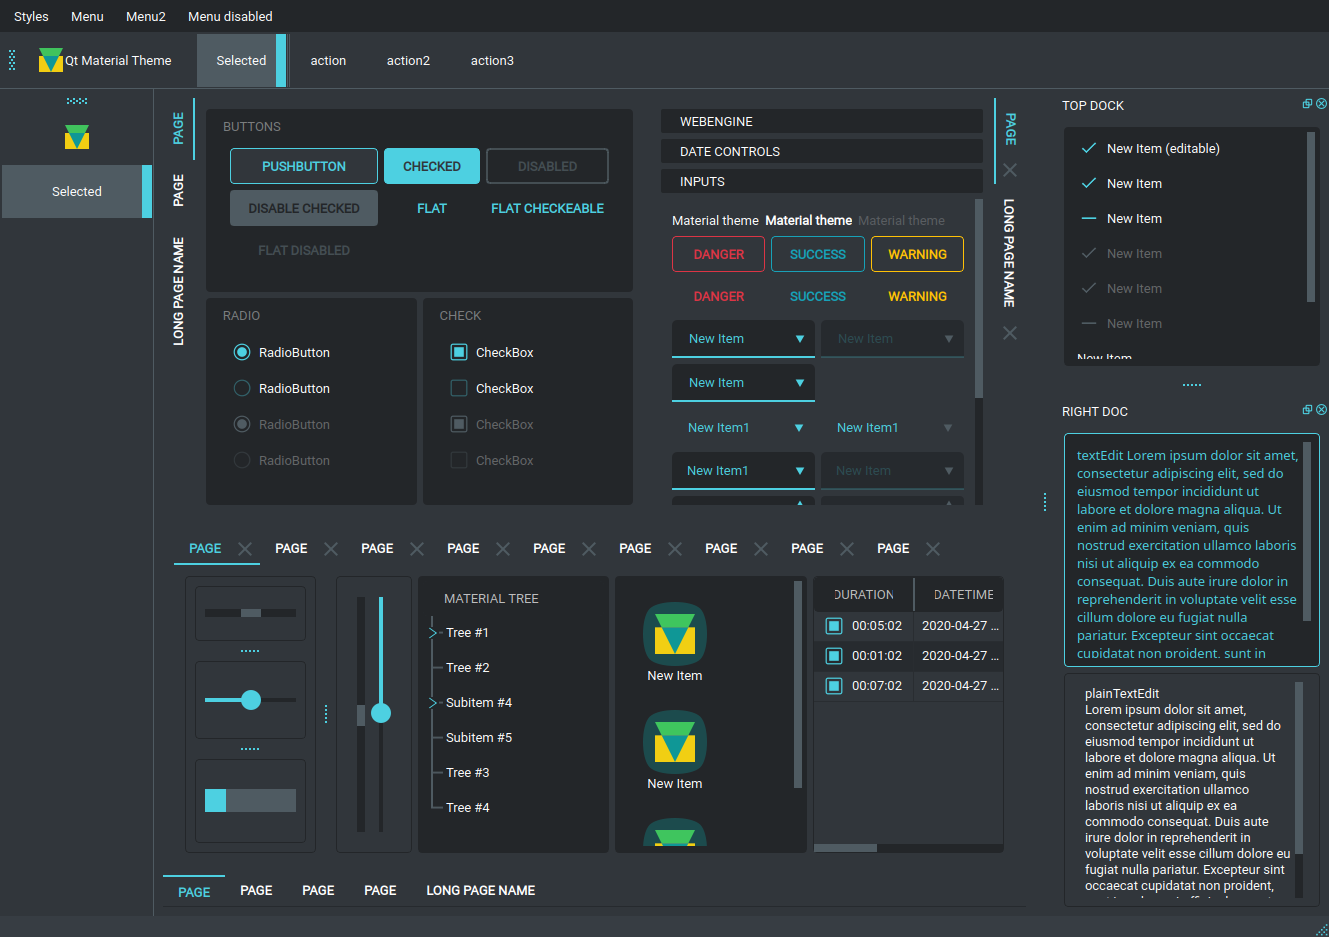 Styles Menu Menu2 Menu disabled
Qt Material Theme Selected action action2 action3
Selected
PAGE
PAGE
LONG PAGE NAME
BUTTONS
PUSHBUTTON CHECKED DISABLED
DISABLE CHECKED FLAT FLAT CHECKEABLE
FLAT DISABLED
RADIO
RadioButton
RadioButton
RadioButton
RadioButton
CHECK
CheckBox
CheckBox
CheckBox
CheckBox
WEBENGINE
DATE CONTROLS
INPUTS
Material theme Material theme Material theme
DANGER SUCCESS WARNING
DANGER SUCCESS WARNING
New Item New Item
New Item
New Item1 New Item1
New Item1 New Item
PAGE
LONG PAGE NAME
PAGE PAGE PAGE PAGE PAGE PAGE PAGE PAGE PAGE
MATERIAL TREE
Tree #1
Tree #2
Subitem #4
Subitem #5
Tree #3
Tree #4
New Item
New Item
DURATION DATETIME
00:05:02 2020-04-27 ...
00:01:02 2020-04-27 ...
00:07:02 2020-04-27 ...
PAGE PAGE PAGE PAGE LONG PAGE NAME
TOP DOCK
New Item (editable)
New Item
New Item
New Item
New Item
New Item
New Item
RIGHT DOC
textEdit Lorem ipsum dolor sit amet,
consectetur adipiscing elit, sed do
eiusmod tempor incididunt ut
labore et dolore magna aliqua. Ut
enim ad minim veniam, quis
nostrud exercitation ullamco laboris
nisi ut aliquip ex ea commodo
consequat. Duis aute irure dolor in
reprehenderit in voluptate velit esse
cillum dolore eu fugiat nulla
pariatur. Excepteur sint occaecat
cupidatat non proident, sunt in
plainTextEdit
Lorem ipsum dolor sit amet,
consectetur adipiscing elit, sed do
eiusmod tempor incididunt ut
labore et dolore magna aliqua. Ut
enim ad minim veniam, quis
nostrud exercitation ullamco
laboris nisi ut aliquip ex ea
commodo consequat. Duis aute
irure dolor in reprehenderit in
voluptate velit esse cillum dolore eu
fugiat nulla pariatur. Excepteur sint
occaecat cupidatat non proident,